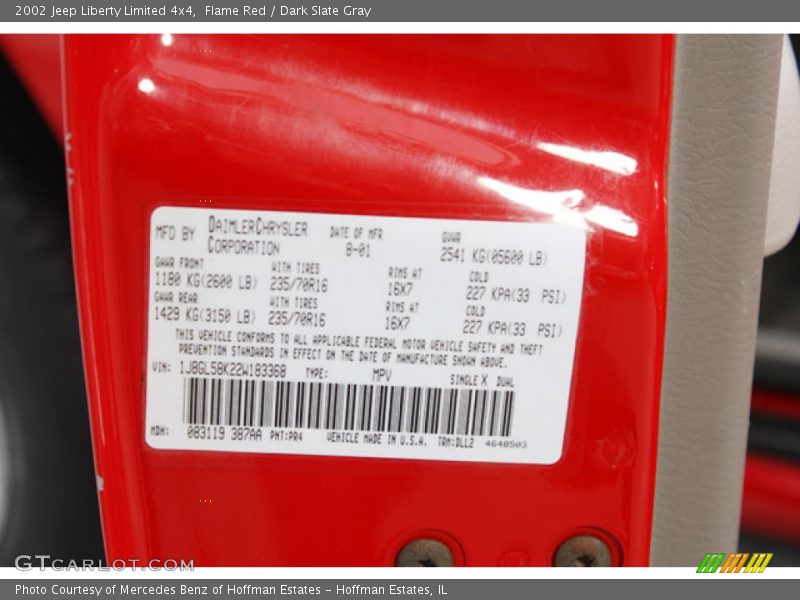 2002 Jeep Liberty Limited 4x4,  Flame Red / Dark Slate Gray
MFD BY DAIMLERCHRYSLER CORPORATION
DATE OF MFR 8-01
GVWR 2541 KG(05600 LB)
GAWR FRONT WITH TIRES RIMS AT COLD
1180 KG(2600 LB) 235/70R16 16X7 227 KPA(33 PSI)
GAWR REAR WITH TIRES RIMS AT COLD
1429 KG(3150 LB) 235/70R16 16X7 227 KPA(33 PSI)
THIS VEHICLE CONFORMS TO ALL APPLICABLE FEDERAL MOTOR VEHICLE SAFETY AND THEFT
PREVENTION STANDARDS IN EFFECT ON THE DATE OF MANUFACTURE SHOWN ABOVE.
VIN: 1J8GL58K22W183368 TYPE: MPV SINGLE X DUAL
MDH: 083119 387AA PNT:PR4 VEHICLE MADE IN U.S.A. TRM:DLL2 4648503
GTCARLOT.COM
Photo Courtesy of Mercedes Benz of Hoffman Estates - Hoffman Estates, IL